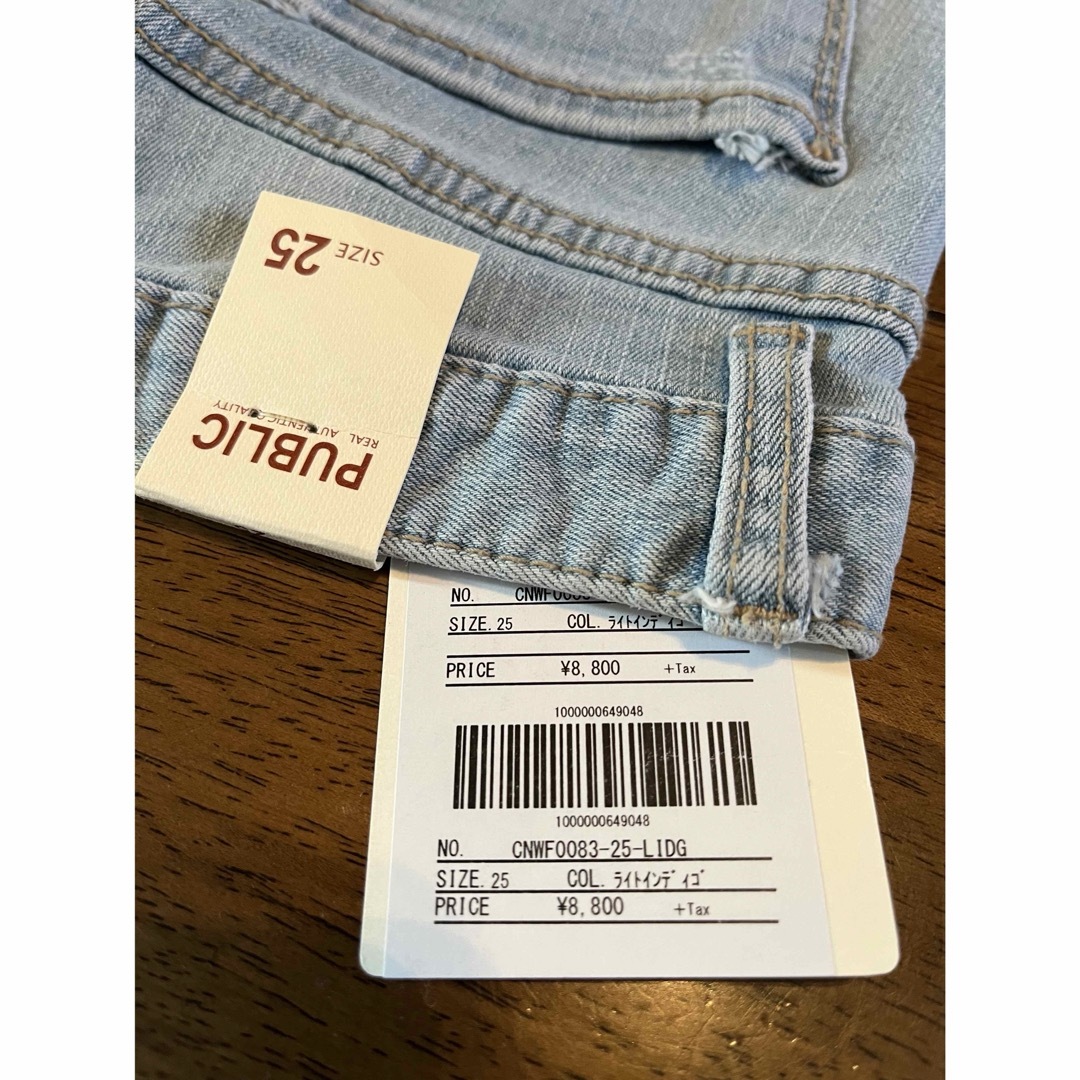 PUBLIC
REAL AUTHENTIC QUALITY
SIZE 25
NO. CNWF0083
SIZE. 25 COL. ﾗｲﾄｲﾝﾃﾞｨｺﾞ
PRICE ¥8,800 +Tax
1000000649048
1000000649048
NO. CNWF0083-25-LIDG
SIZE. 25 COL. ﾗｲﾄｲﾝﾃﾞｨｺﾞ
PRICE ¥8,800 +Tax